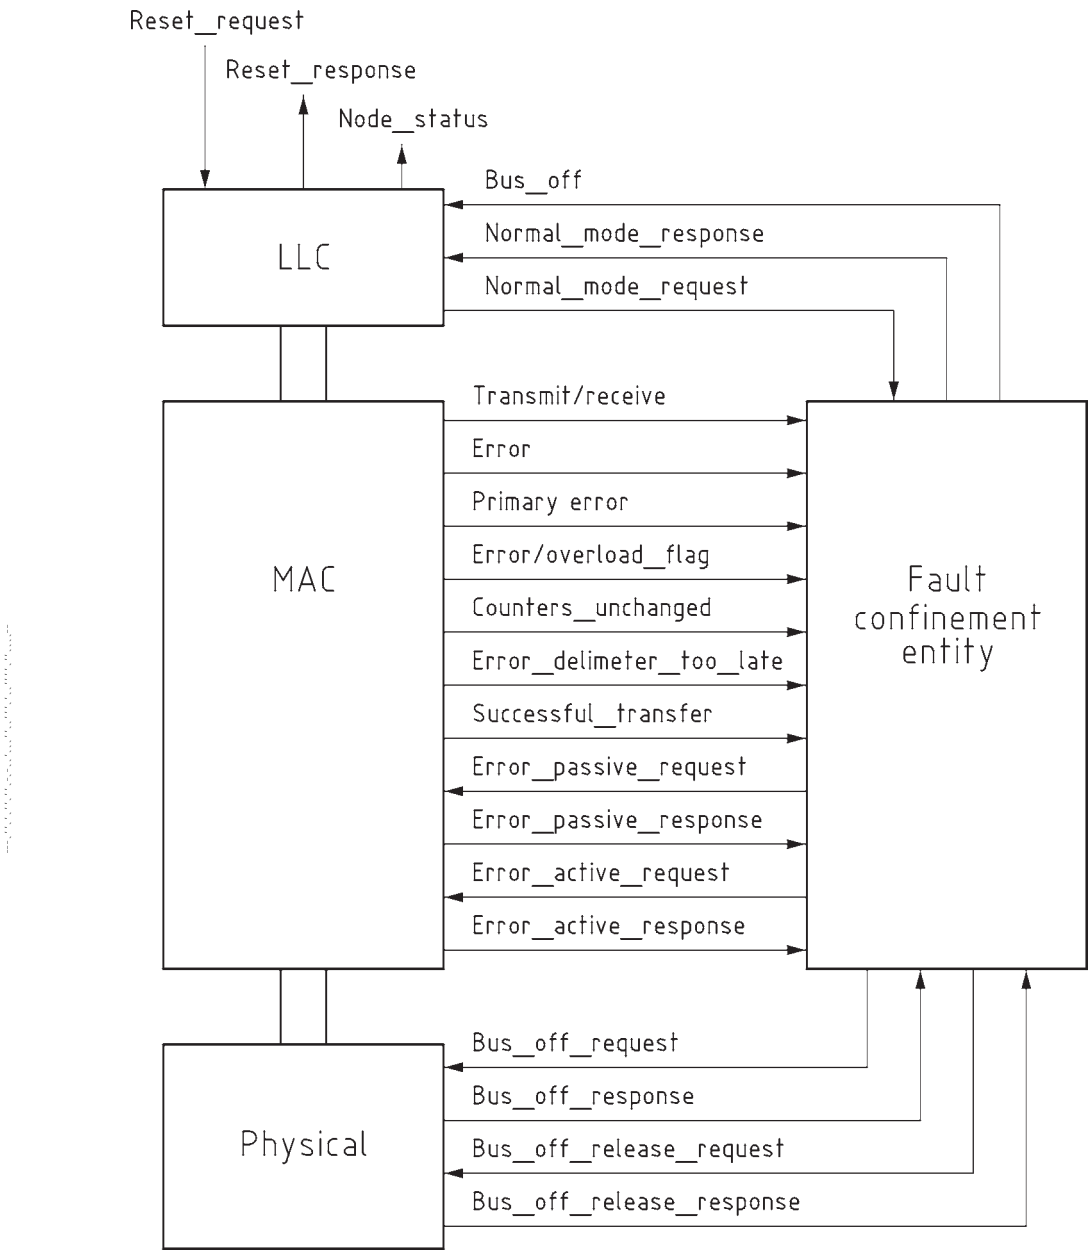 Reset_request
Reset_response
Node_status
Bus_off
Normal_mode_response
LLC
Normal_mode_request
Transmit/receive
Error
Primary error
Error/overload_flag
MAC
Fault
confinement
entity
Counters_unchanged
Error_delimeter_too_late
Successful_transfer
Error_passive_request
Error_passive_response
Error_active_request
Error_active_response
Bus_off_request
Bus_off_response
Physical
Bus_off_release_request
Bus_off_release_response